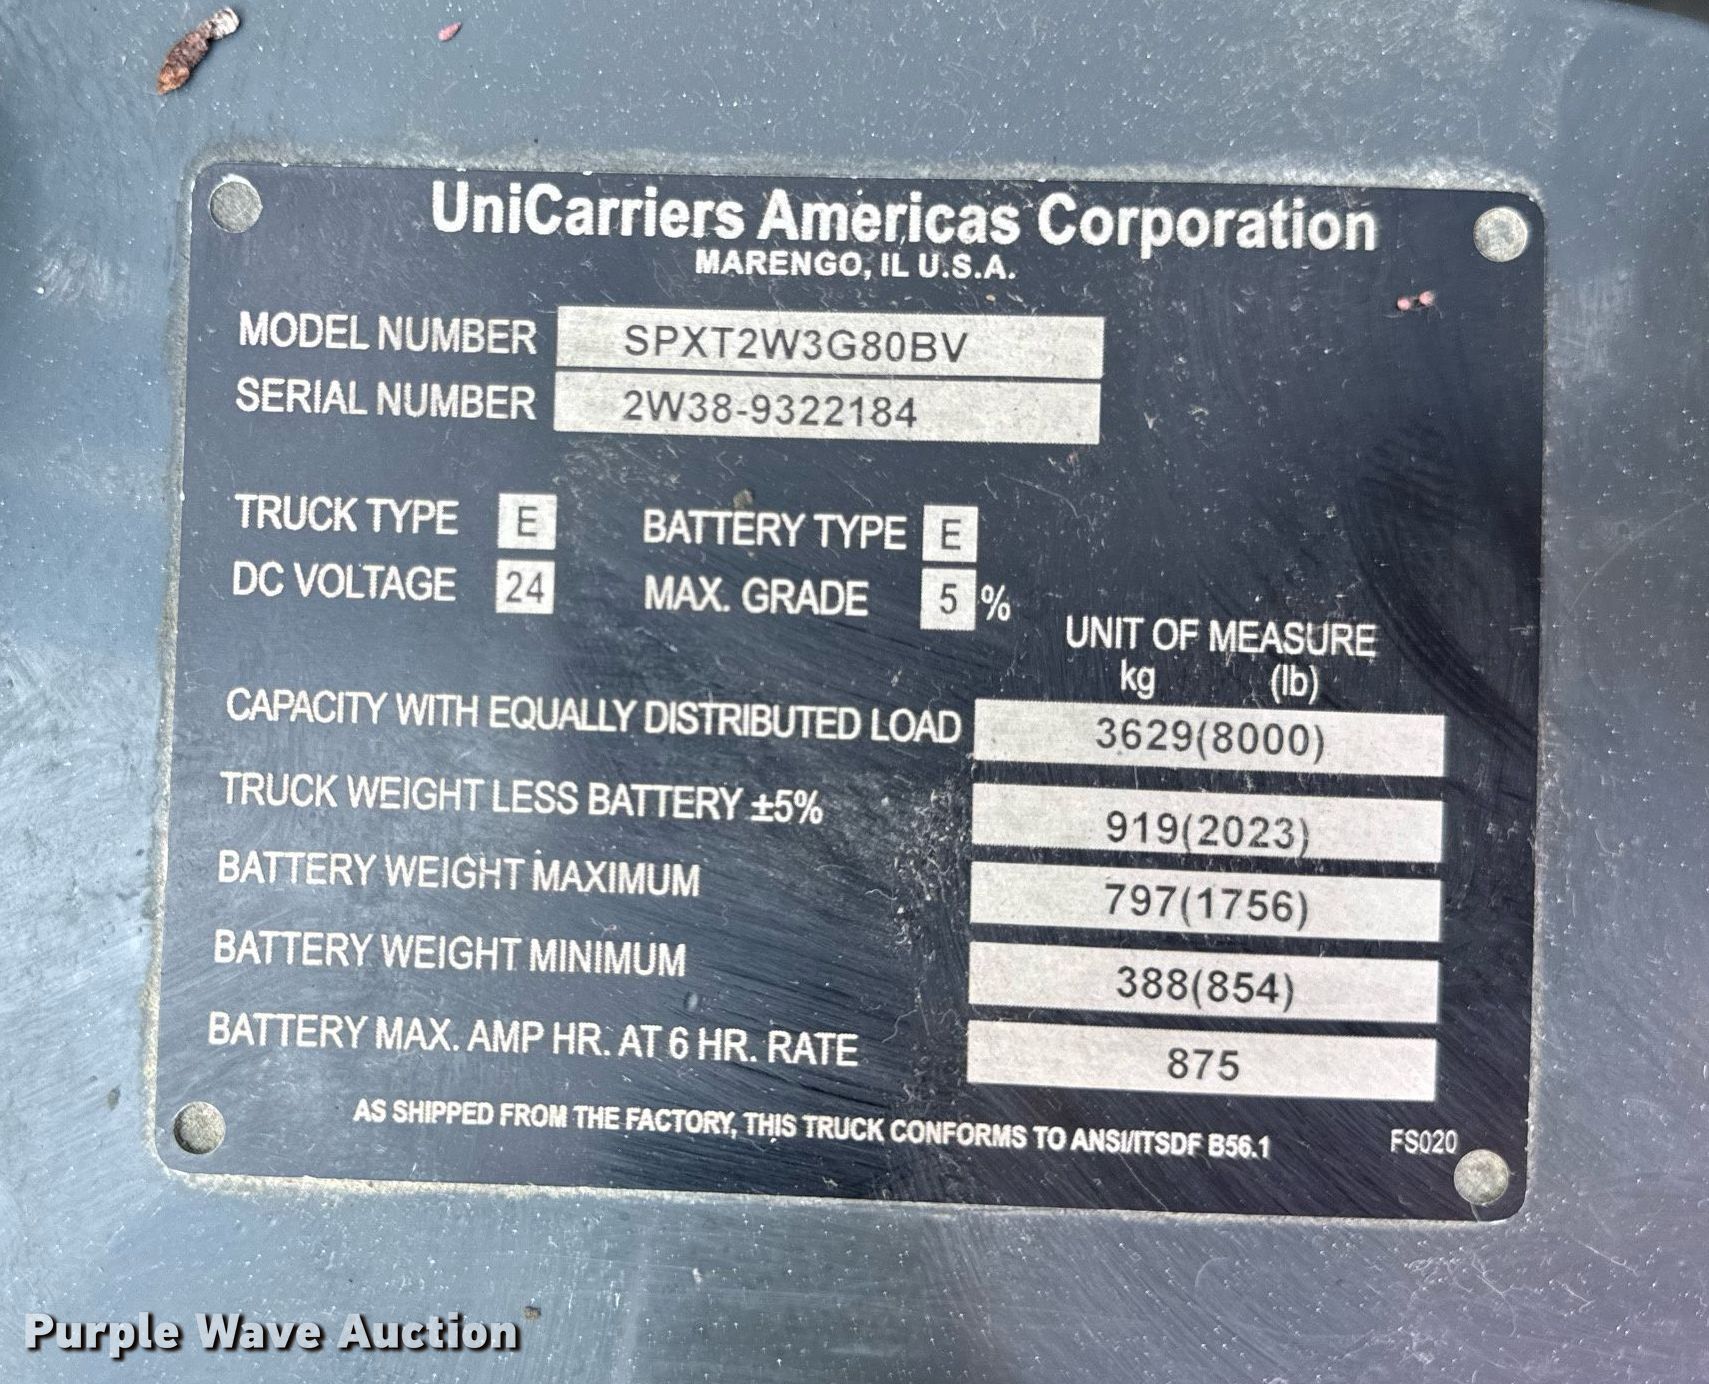 UniCarriers Americas Corporation
MARENGO, IL U.S.A.
MODEL NUMBER SPXT2W3G80BV
SERIAL NUMBER 2W38-9322184
TRUCK TYPE E BATTERY TYPE E
DC VOLTAGE 24 MAX. GRADE 5 %
UNIT OF MEASURE
kg (lb)
CAPACITY WITH EQUALLY DISTRIBUTED LOAD 3629(8000)
TRUCK WEIGHT LESS BATTERY ±5% 919(2023)
BATTERY WEIGHT MAXIMUM 797(1756)
BATTERY WEIGHT MINIMUM 388(854)
BATTERY MAX. AMP HR. AT 6 HR. RATE 875
AS SHIPPED FROM THE FACTORY, THIS TRUCK CONFORMS TO ANSI/ITSDF B56.1 FS020
Purple Wave Auction